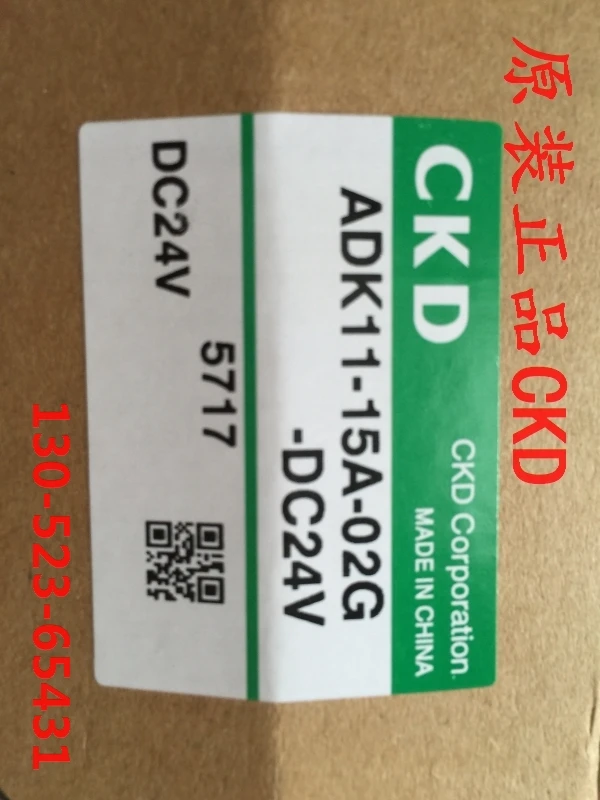 原装正品CKD
CKD
CKD Corporation.
MADE IN CHINA
ADK11-15A-02G
-DC24V
5717
DC24V
130-523-65431